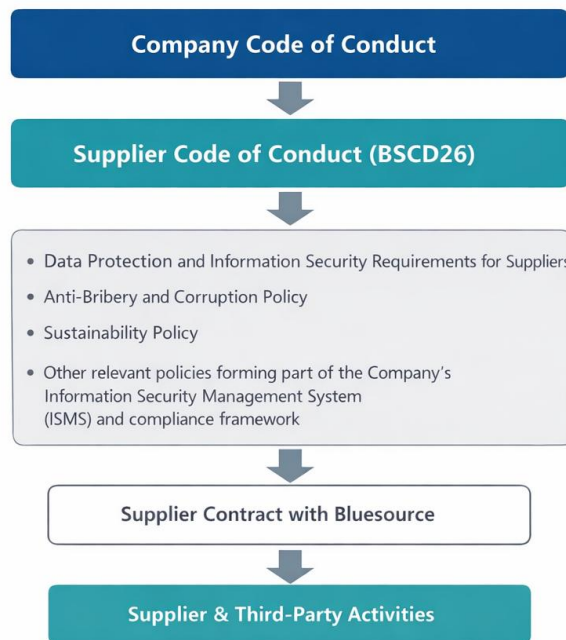 Company Code of Conduct
Supplier Code of Conduct (BSCD26)
• Data Protection and Information Security Requirements for Suppliers
• Anti-Bribery and Corruption Policy
• Sustainability Policy
• Other relevant policies forming part of the Company's
Information Security Management System
(ISMS) and compliance framework
Supplier Contract with Bluesource
Supplier & Third-Party Activities